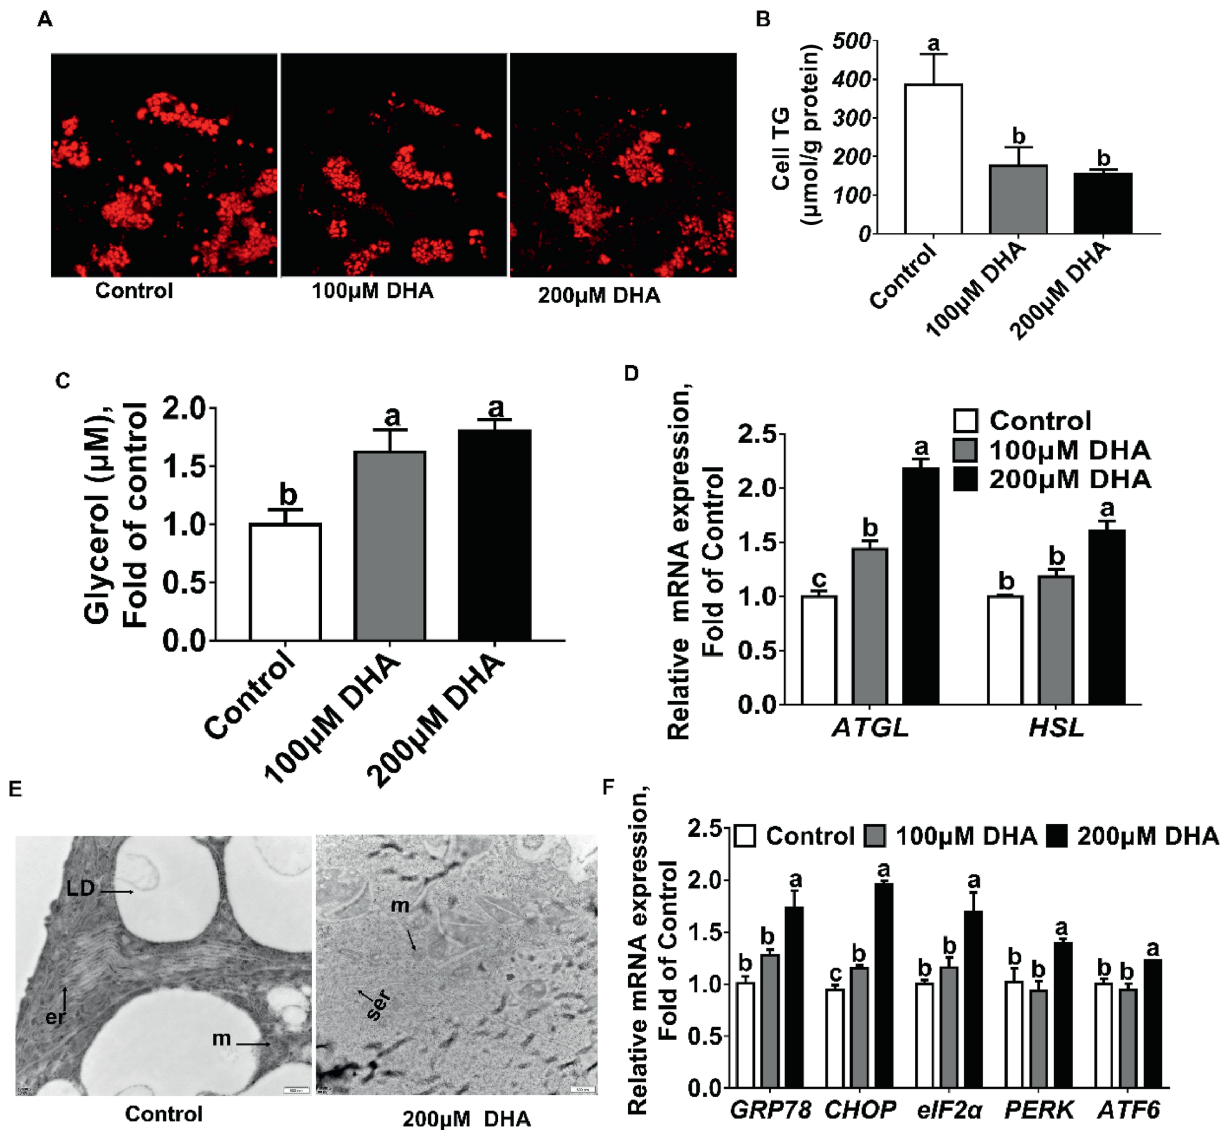 A
Control
100µM DHA
200µM DHA
B
Cell TG
(µmol/g protein)
500
400
300
200
100
0
a
b
b
Control
100µM DHA
200µM DHA
C
Glycerol (µM),
Fold of control
2.0
1.5
1.0
0.5
0.0
b
a
a
Control
100µM DHA
200µM DHA
D
Relative mRNA expression,
Fold of Control
Control
100µM DHA
200µM DHA
2.5
2.0
1.5
1.0
0.5
0.0
c
b
a
b
b
a
ATGL
HSL
E
LD
er
m
Control
m
ser
200µM DHA
F
Relative mRNA expression,
Fold of Control
Control
100µM DHA
200µM DHA
2.5
2.0
1.5
1.0
0.5
0.0
b
b
a
c
b
a
b
b
a
b
b
a
b
b
a
GRP78
CHOP
eIF2α
PERK
ATF6